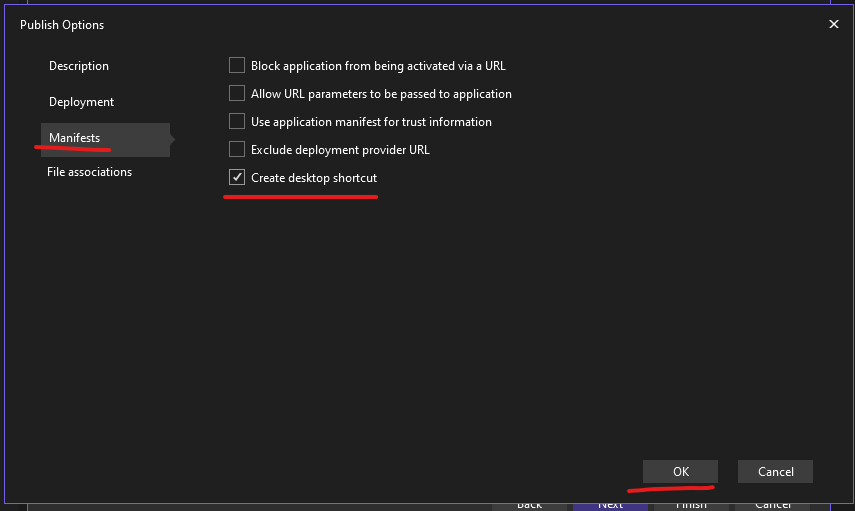 Publish Options
Description
Deployment
Manifests
File associations
Block application from being activated via a URL
Allow URL parameters to be passed to application
Use application manifest for trust information
Exclude deployment provider URL
Create desktop shortcut
OK
Cancel
Back
Next
Finish
Cancel